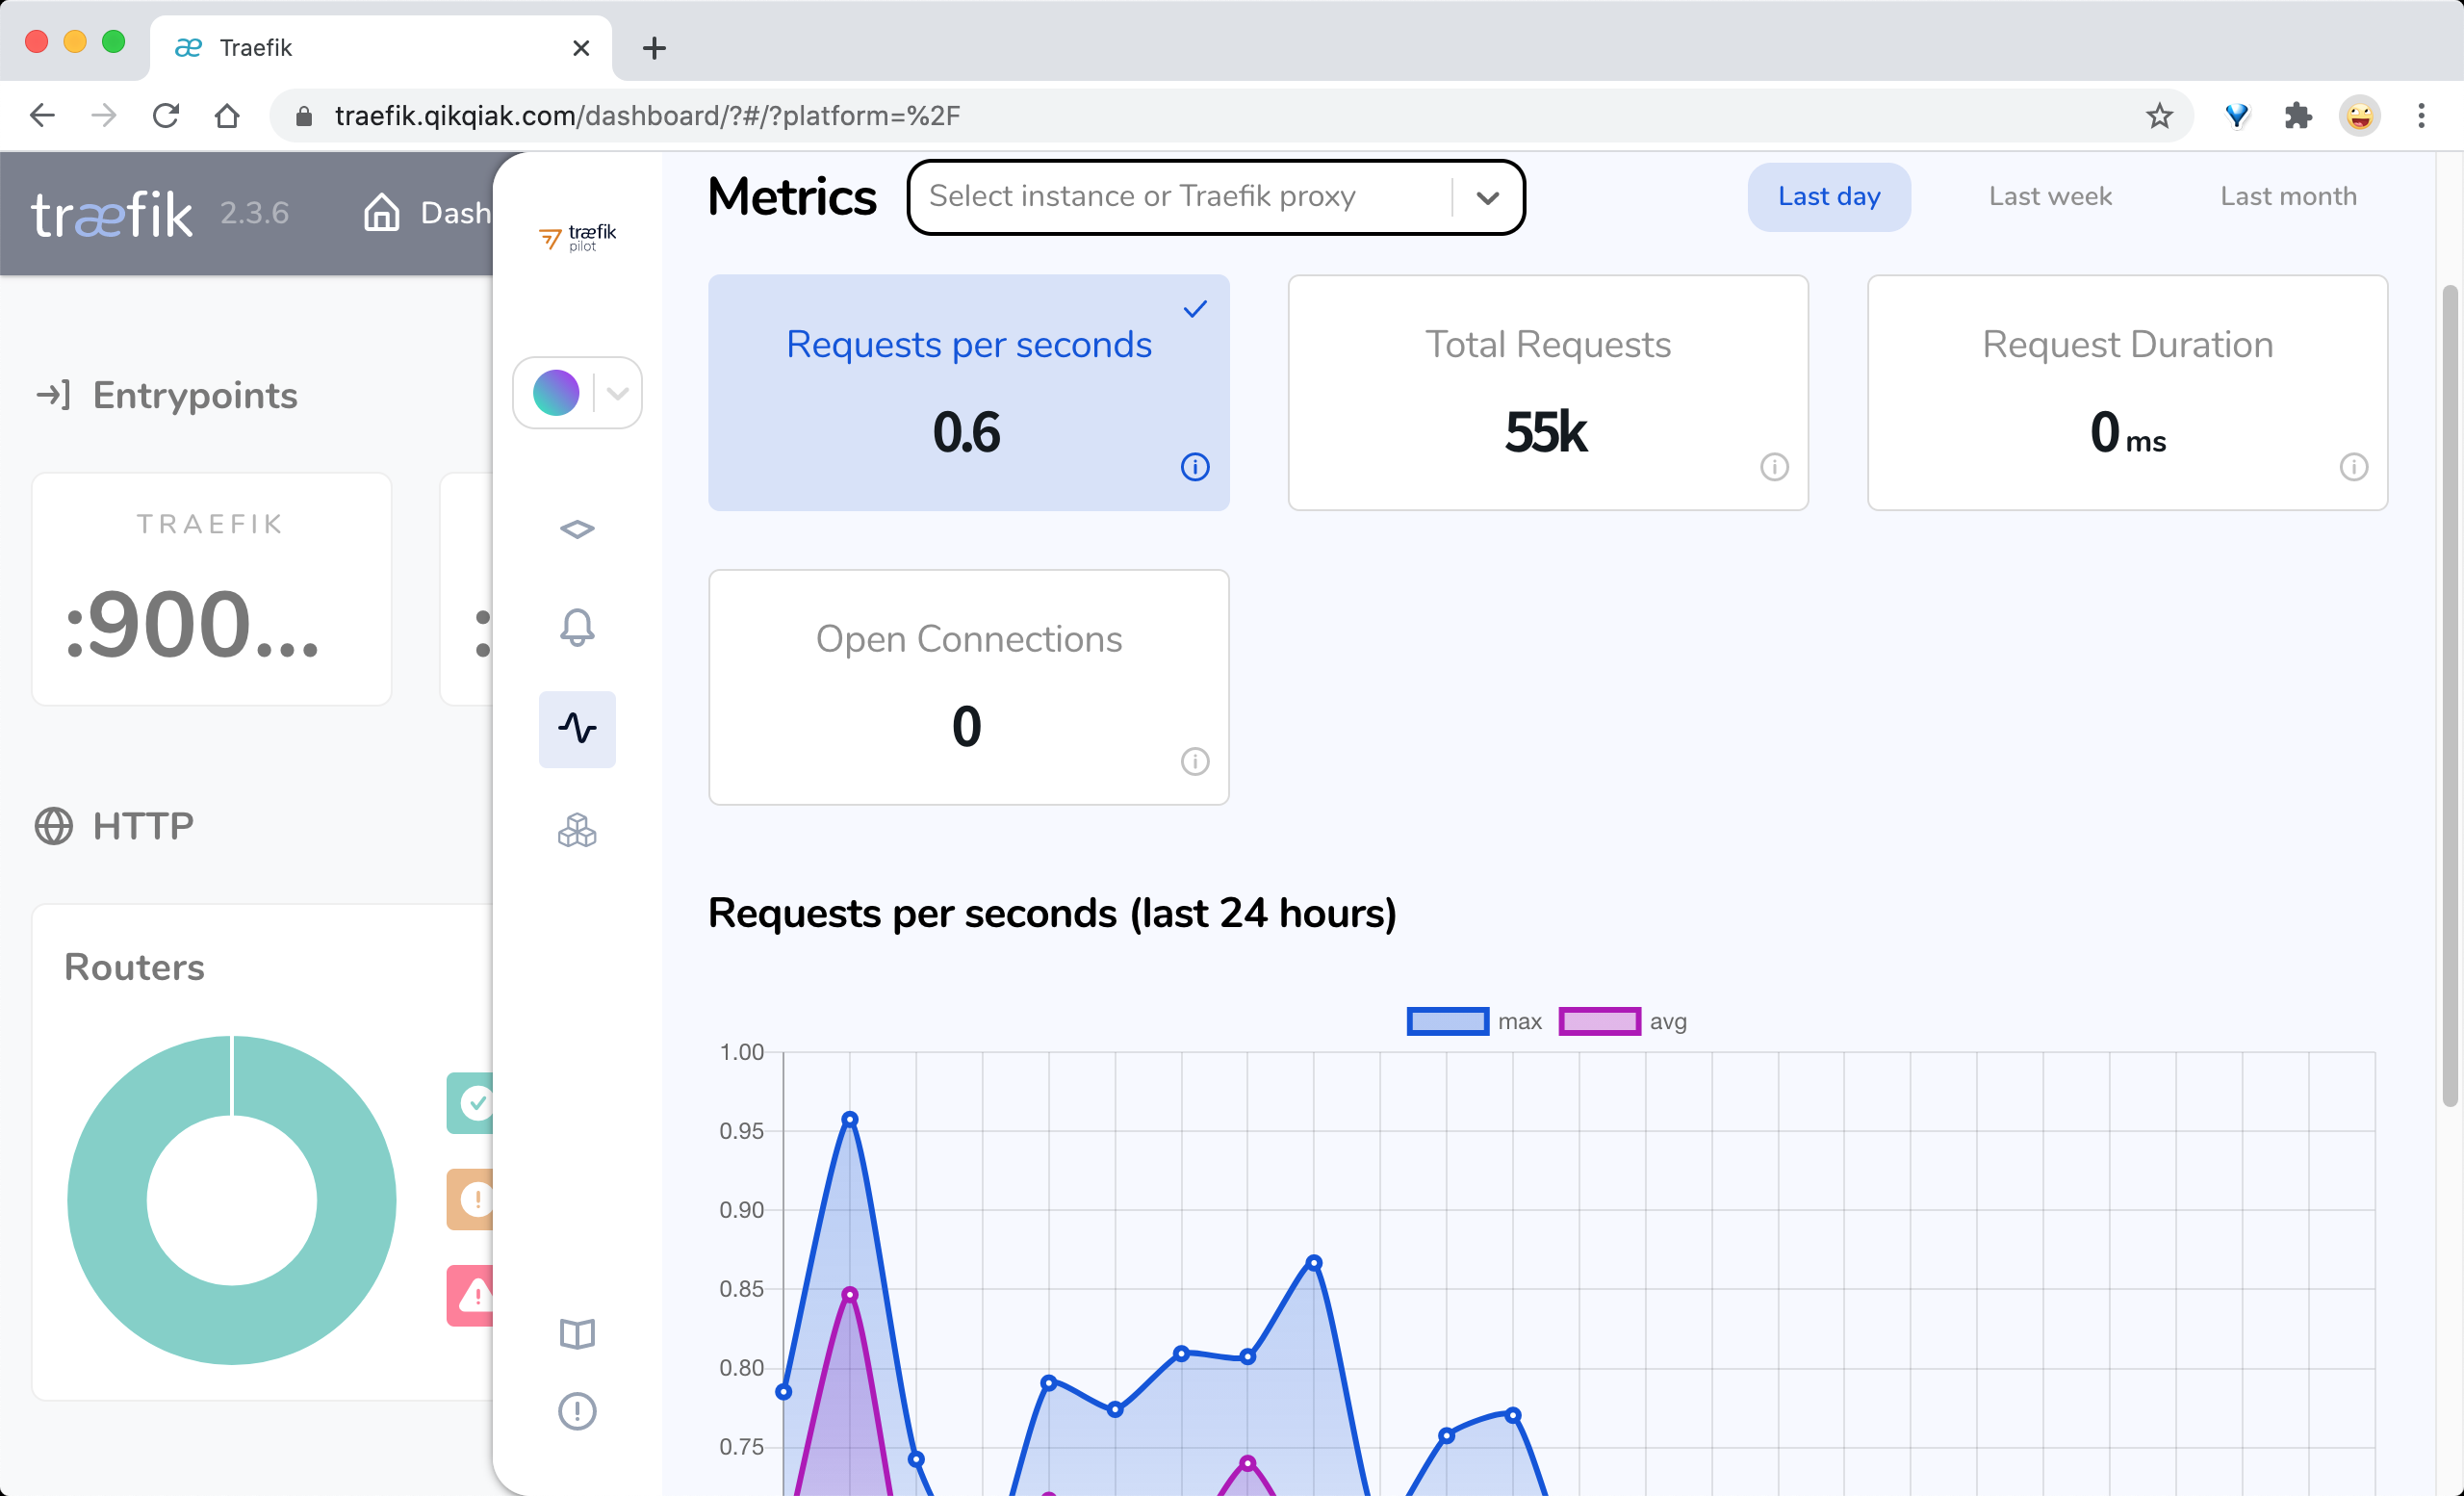 Traefik
traefik.qikqiak.com/dashboard/?#/?platform=%2F
træfik 2.3.6 Dash
træfik
pilot
Entrypoints
TRAEFIK
:900...
:
HTTP
Routers
Metrics
Select instance or Traefik proxy
Last day
Last week
Last month
Requests per seconds
0.6
Total Requests
55k
Request Duration
0 ms
Open Connections
0
Requests per seconds (last 24 hours)
max
avg
1.00
0.95
0.90
0.85
0.80
0.75